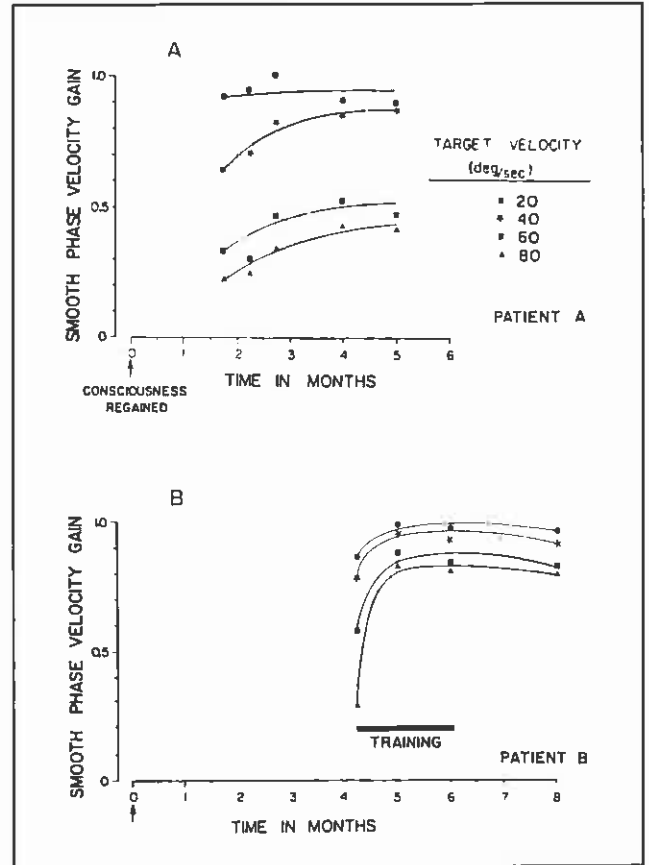 A
SMOOTH PHASE VELOCITY GAIN
1.0
0.5
0
0 1 2 3 4 5 6
CONSCIOUSNESS
REGAINED
TIME IN MONTHS
TARGET VELOCITY
(deg/sec)
20
40
60
80
PATIENT A
B
SMOOTH PHASE VELOCITY GAIN
1.0
0.5
0
TRAINING
PATIENT B
0 1 2 3 4 5 6 7 8
TIME IN MONTHS